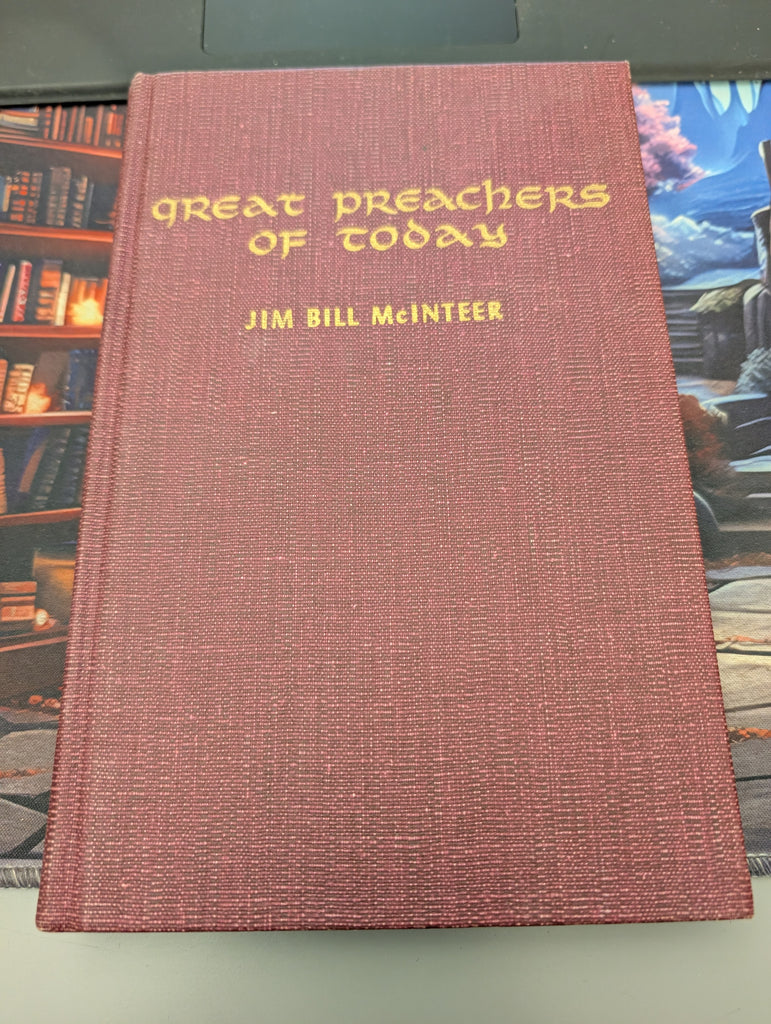 GREAT PREACHERS
OF TODAY
JIM BILL McINTEER